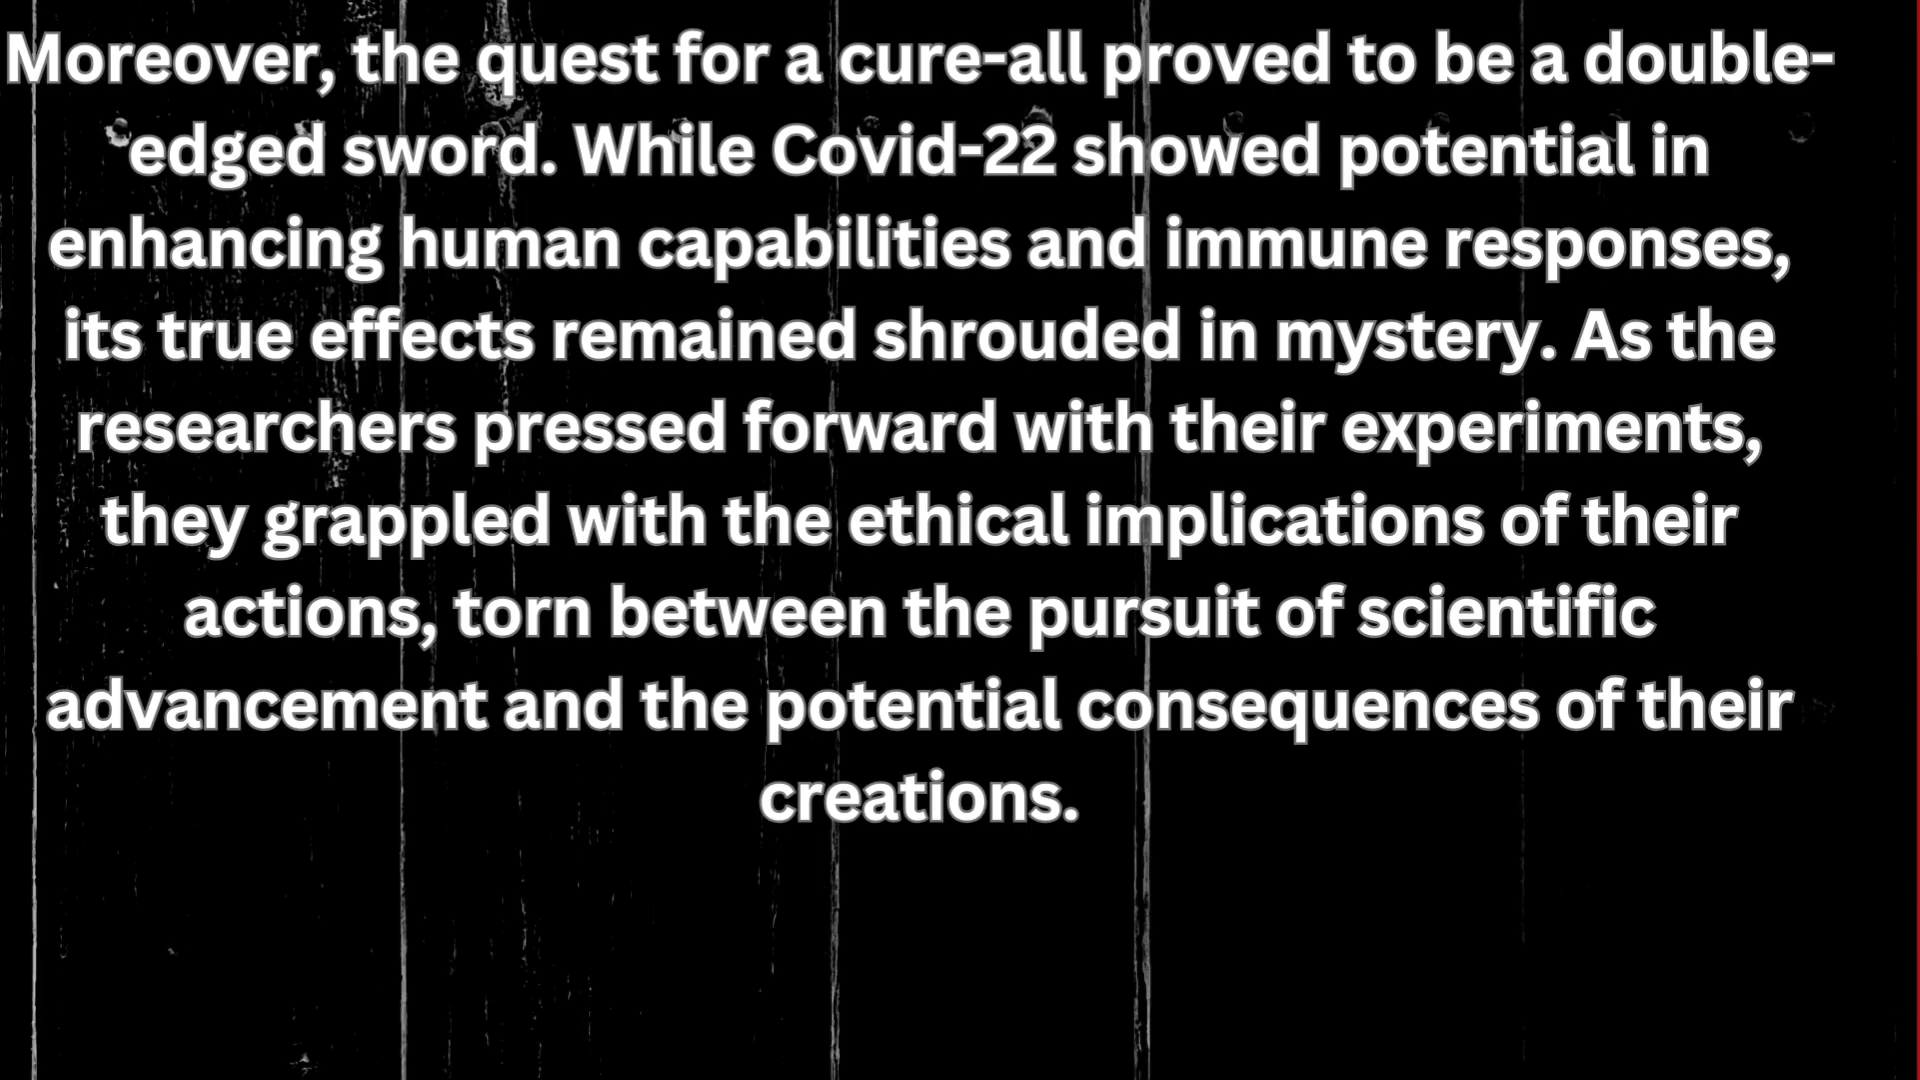 Moreover, the quest for a cure-all proved to be a double-
edged sword. While Covid-22 showed potential in
enhancing human capabilities and immune responses,
its true effects remained shrouded in mystery. As the
researchers pressed forward with their experiments,
they grappled with the ethical implications of their
actions, torn between the pursuit of scientific
advancement and the potential consequences of their
creations.